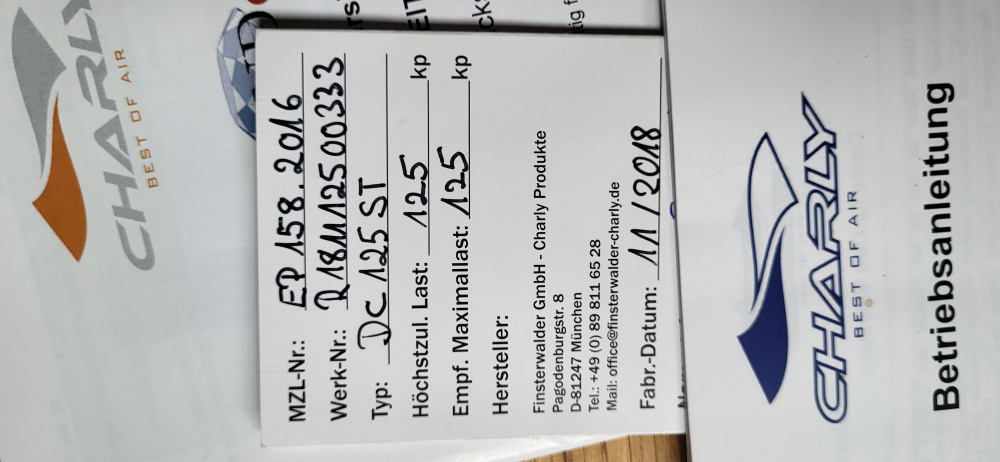 CHARLY
BEST OF AIR
MZL-Nr.: EP 158.2016
Werk-Nr.: R18M12500333
Typ: DC 125 ST
Höchstzul. Last: 125 kp
Empf. Maximallast: 125 kp
Hersteller:
Finsterwalder GmbH - Charly Produkte
Pagodenburgstr. 8
D-81247 München
Tel.: +49 (0) 89 811 65 28
Mail: office@finsterwalder-charly.de
Fabr.-Datum: 11/2018
CHARLY
BEST OF AIR
Betriebsanleitung